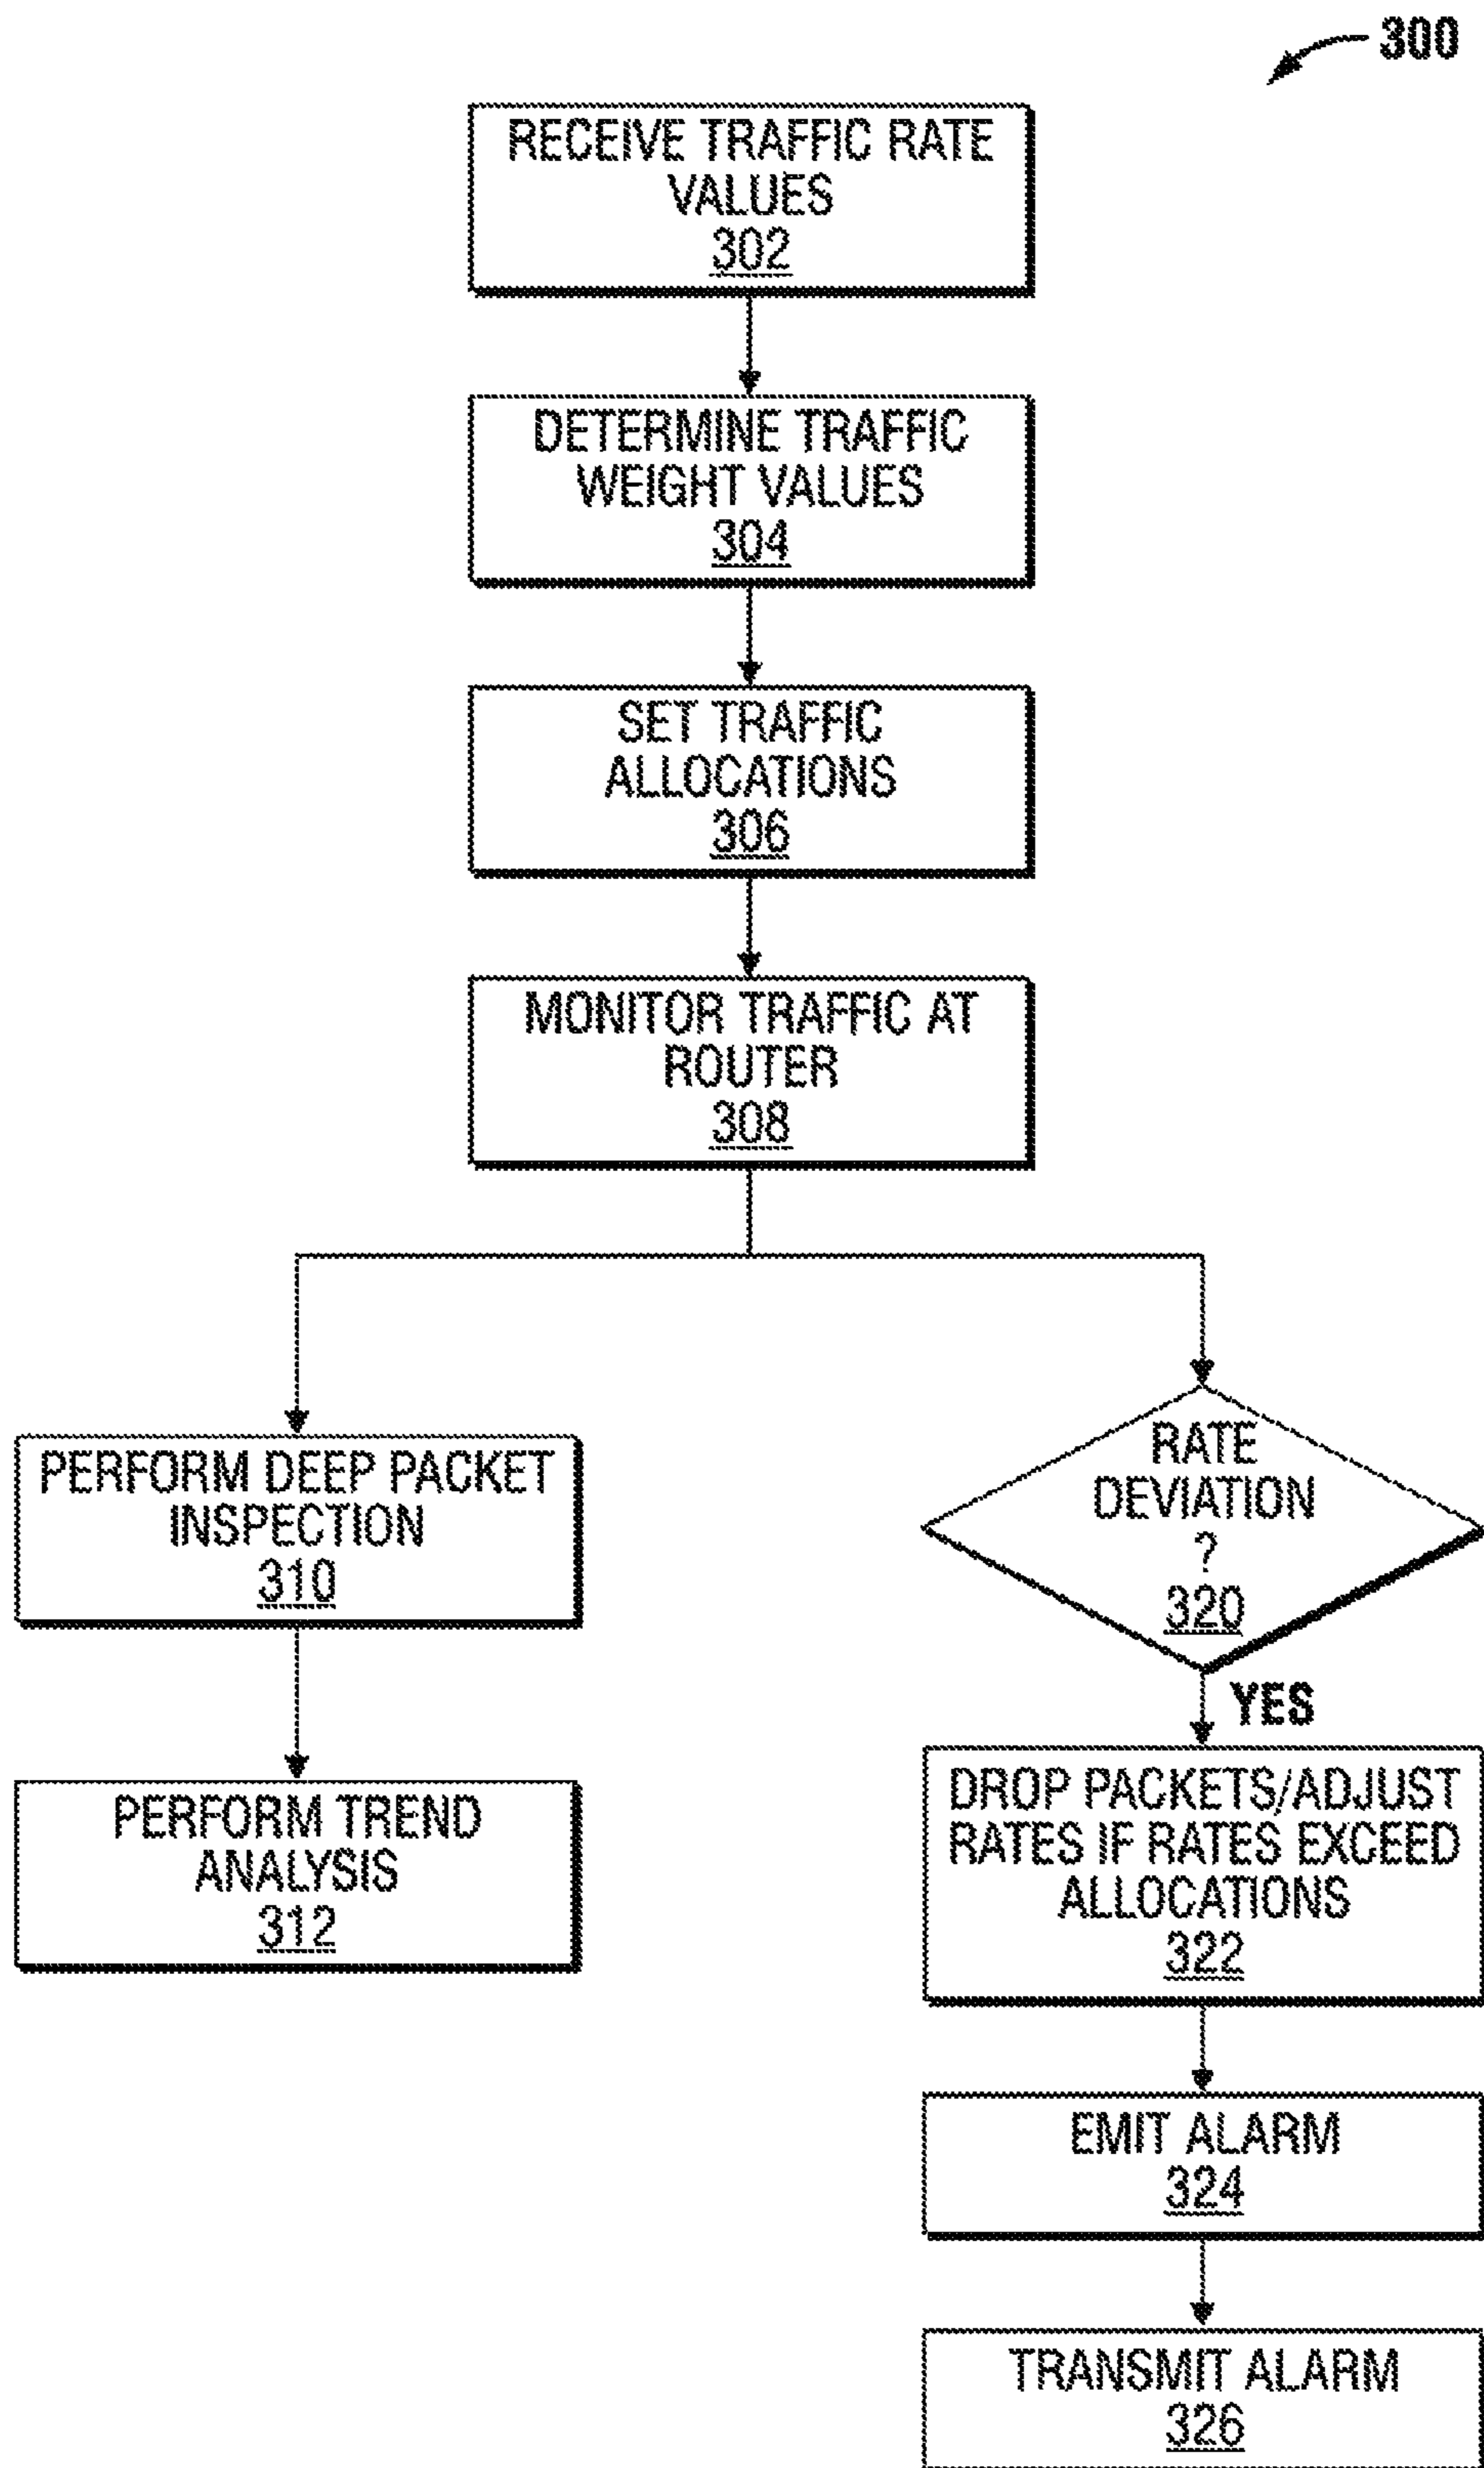 300
RECEIVE TRAFFIC RATE
VALUES
302
DETERMINE TRAFFIC
WEIGHT VALUES
304
SET TRAFFIC
ALLOCATIONS
306
MONITOR TRAFFIC AT
ROUTER
308
PERFORM DEEP PACKET
INSPECTION
310
PERFORM TREND
ANALYSIS
312
RATE
DEVIATION
?
320
YES
DROP PACKETS/ADJUST
RATES IF RATES EXCEED
ALLOCATIONS
322
EMIT ALARM
324
TRANSMIT ALARM
326